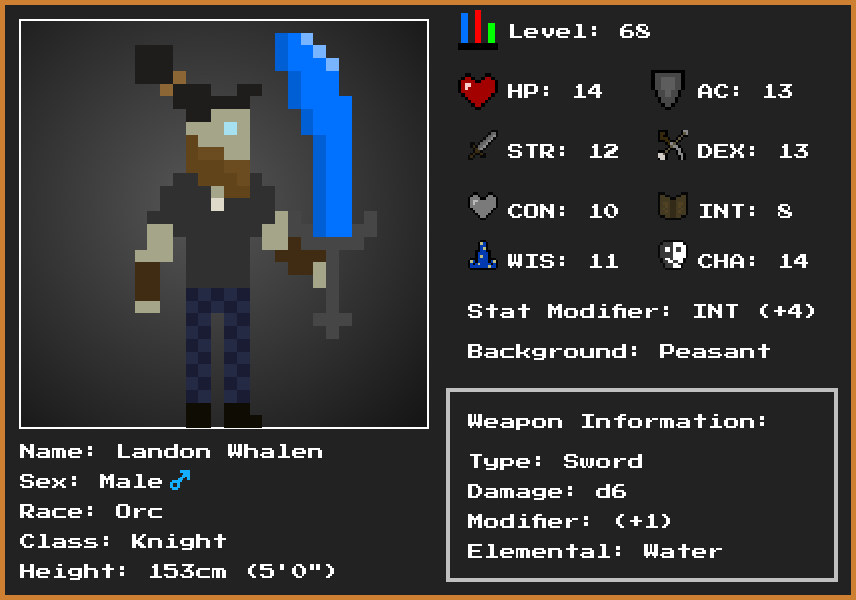 Level: 68
HP: 14
AC: 13
STR: 12
DEX: 13
CON: 10
INT: 8
WIS: 11
CHA: 14
Stat Modifier: INT (+4)
Background: Peasant
Weapon Information:
Type: Sword
Damage: d6
Modifier: (+1)
Elemental: Water
Name: Landon Whalen
Sex: Male♂
Race: Orc
Class: Knight
Height: 153cm (5'0")